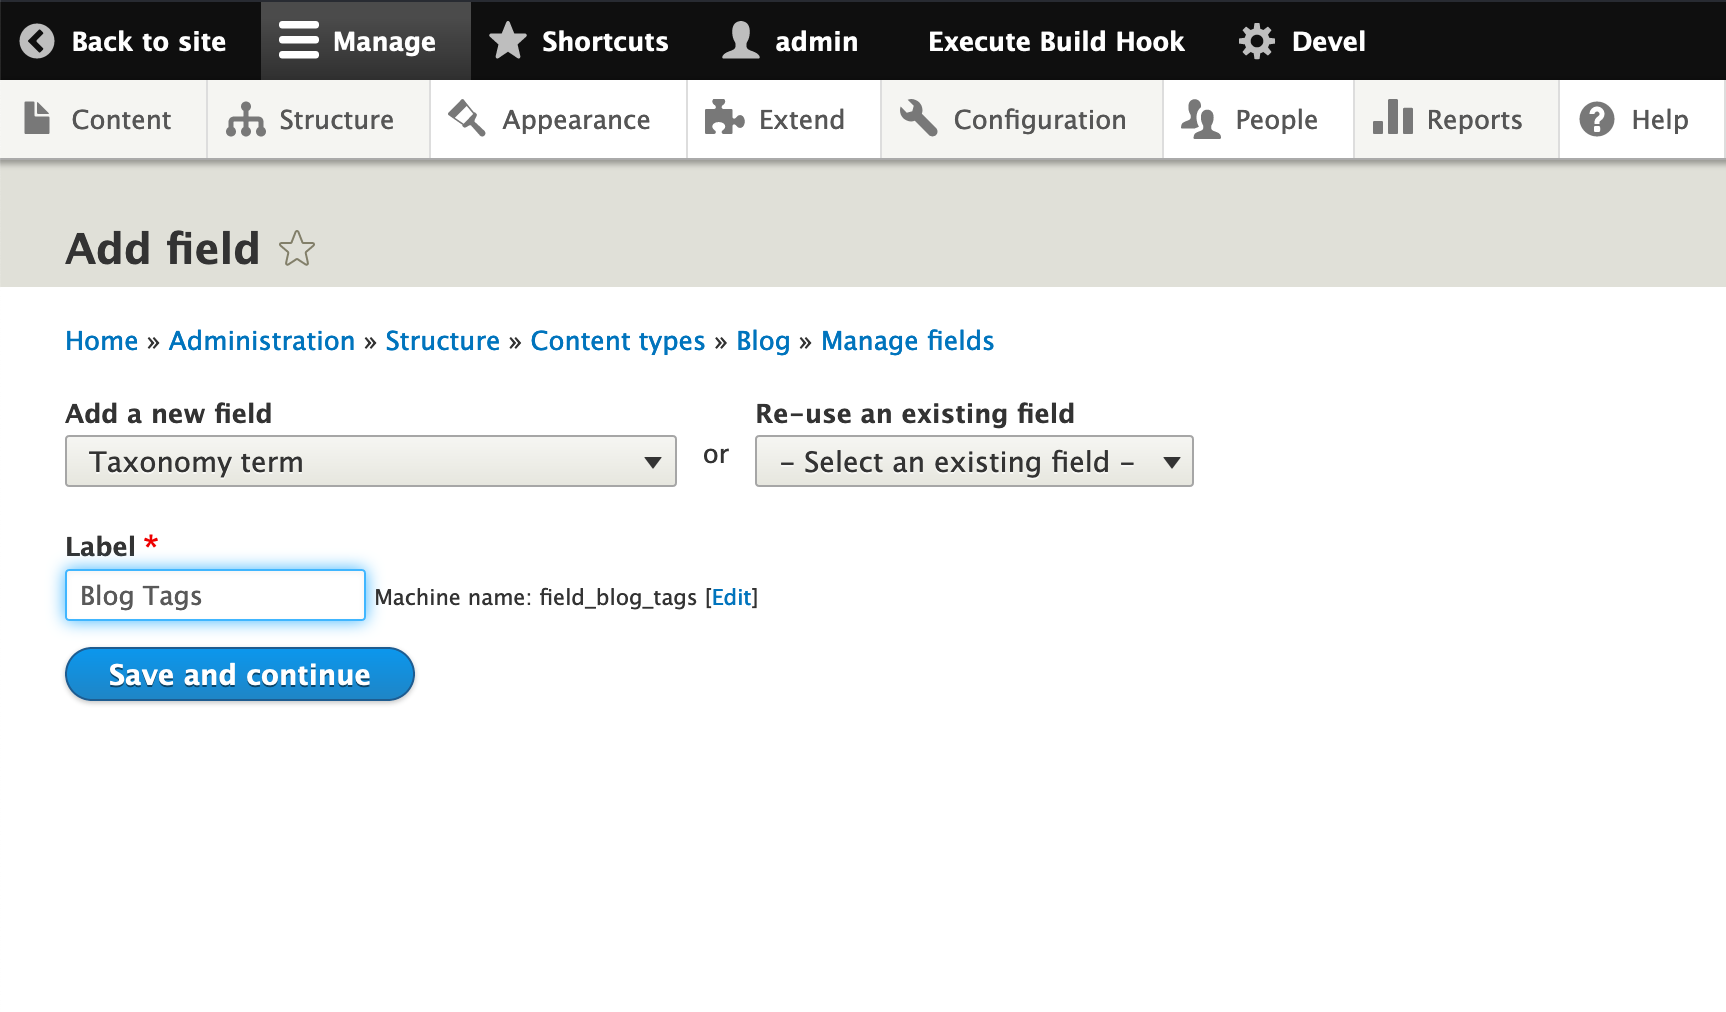 Back to site Manage Shortcuts admin Execute Build Hook Devel
Content Structure Appearance Extend Configuration People Reports Help
Add field
Home » Administration » Structure » Content types » Blog » Manage fields
Add a new field
Taxonomy term
or
Re-use an existing field
- Select an existing field -
Label *
Blog Tags Machine name: field_blog_tags [Edit]
Save and continue